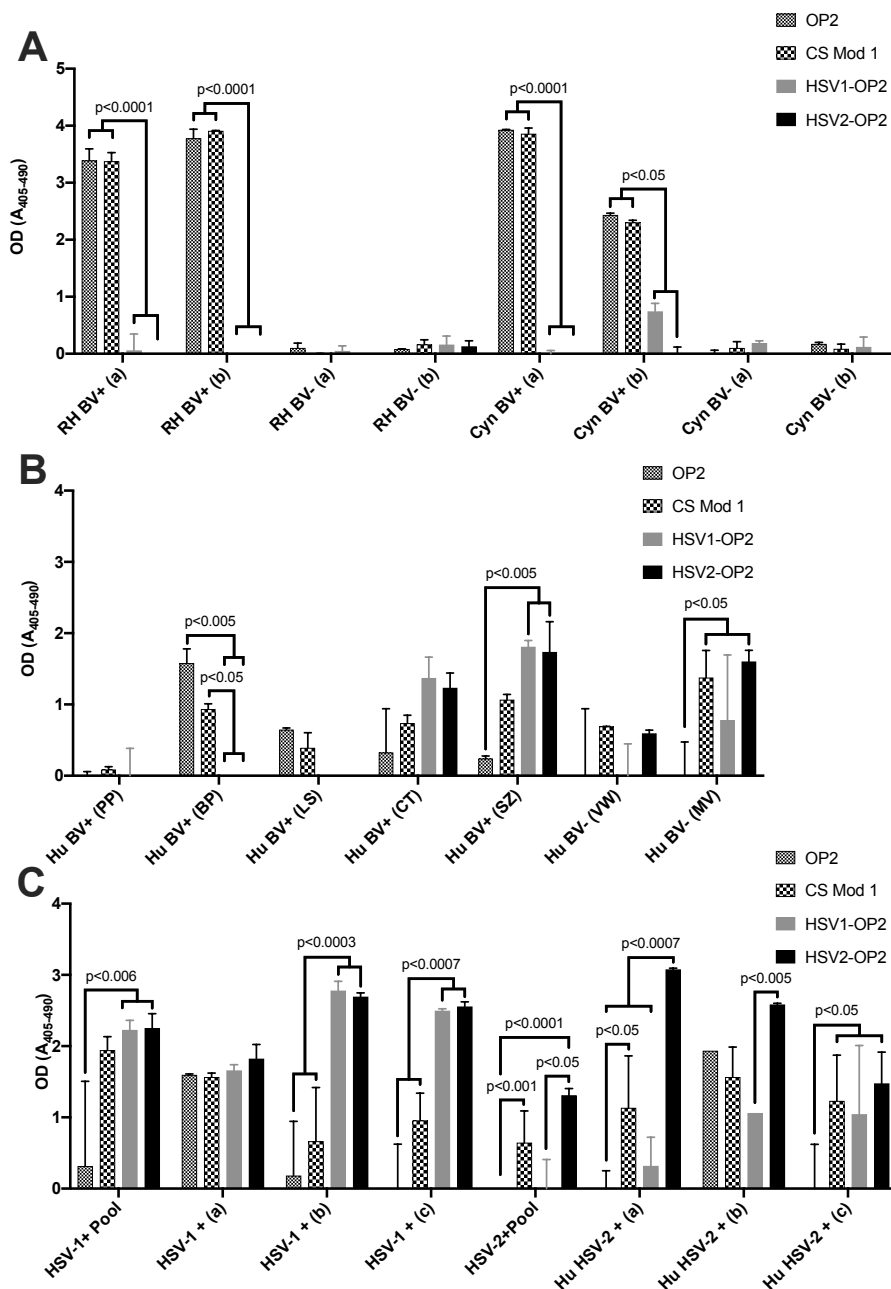 A
OP2
CS Mod 1
HSV1-OP2
HSV2-OP2
p<0.0001
p<0.0001
p<0.0001
p<0.05
OD (A405-490)
5
4
3
2
1
0
RH BV+ (a)
RH BV+ (b)
RH BV- (a)
RH BV- (b)
Cyn BV+ (a)
Cyn BV+ (b)
Cyn BV- (a)
Cyn BV- (b)
B
OP2
CS Mod 1
HSV1-OP2
HSV2-OP2
p<0.005
p<0.05
p<0.005
p<0.05
OD (A405-490)
4
3
2
1
0
Hu BV+ (PP)
Hu BV+ (BP)
Hu BV+ (LS)
Hu BV+ (CT)
Hu BV+ (SZ)
Hu BV- (VW)
Hu BV- (MV)
C
OP2
CS Mod 1
HSV1-OP2
HSV2-OP2
p<0.006
p<0.0003
p<0.0007
p<0.0001
p<0.001
p<0.05
p<0.0007
p<0.05
p<0.005
p<0.05
OD (A405-490)
4
3
2
1
0
HSV-1+ Pool
HSV-1 + (a)
HSV-1 + (b)
HSV-1 + (c)
HSV-2+Pool
Hu HSV-2 + (a)
Hu HSV-2 + (b)
Hu HSV-2 + (c)